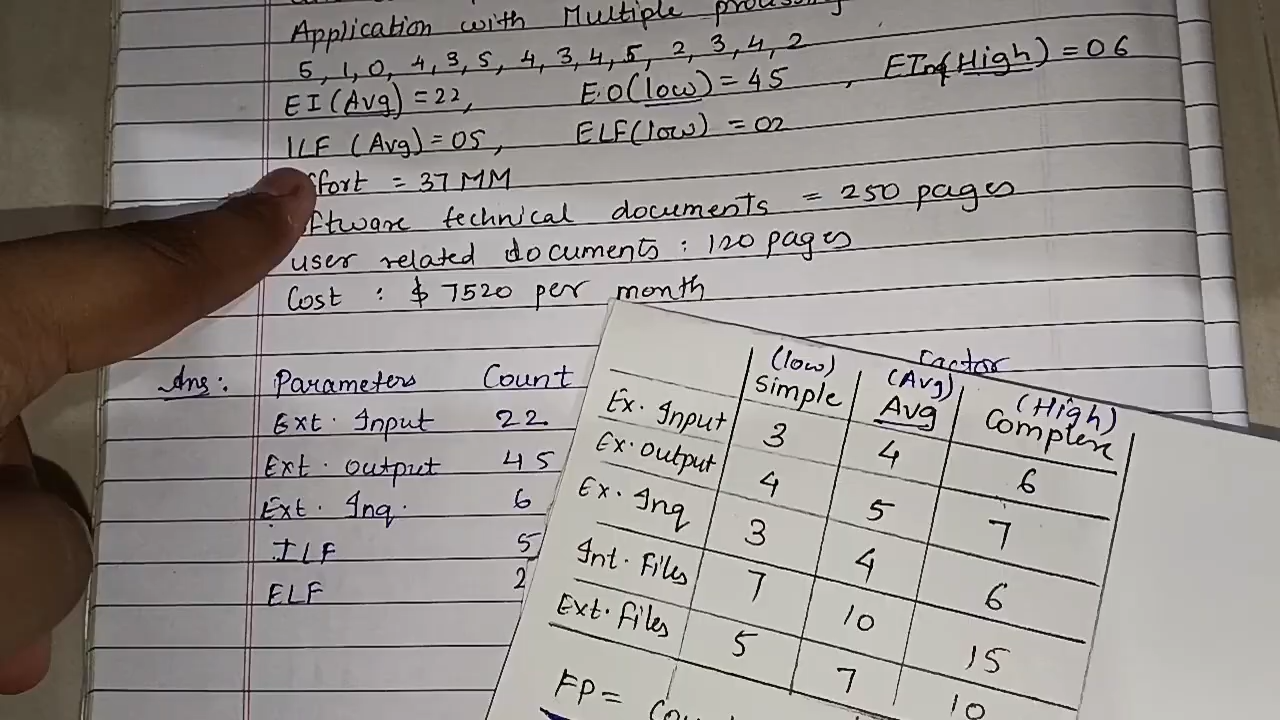 Application with Multiple processing
5, 1, 0, 4, 3, 5, 4, 3, 4, 5, 2, 3, 4, 2
EI (Avg) = 22, E.O (low) = 45, EInq (High) = 06
ILF (Avg) = 05, ELF (low) = 02
ffort = 37 MM
ftware technical documents = 250 pages
user related documents : 120 pages
Cost : $ 7520 per month
Ans: Parameters Count
Ext. Input 22
Ext. output 45
Ext. Inq. 6
ILF 5
ELF 2
Factor
(low) (Avg) (High)
Simple Avg Complex
Ex. Input 3 4 6
Ex. output 4 5 7
Ex. Inq 3 4 6
Int. Files 7 10 15
Ext. files 5 7 10
FP =